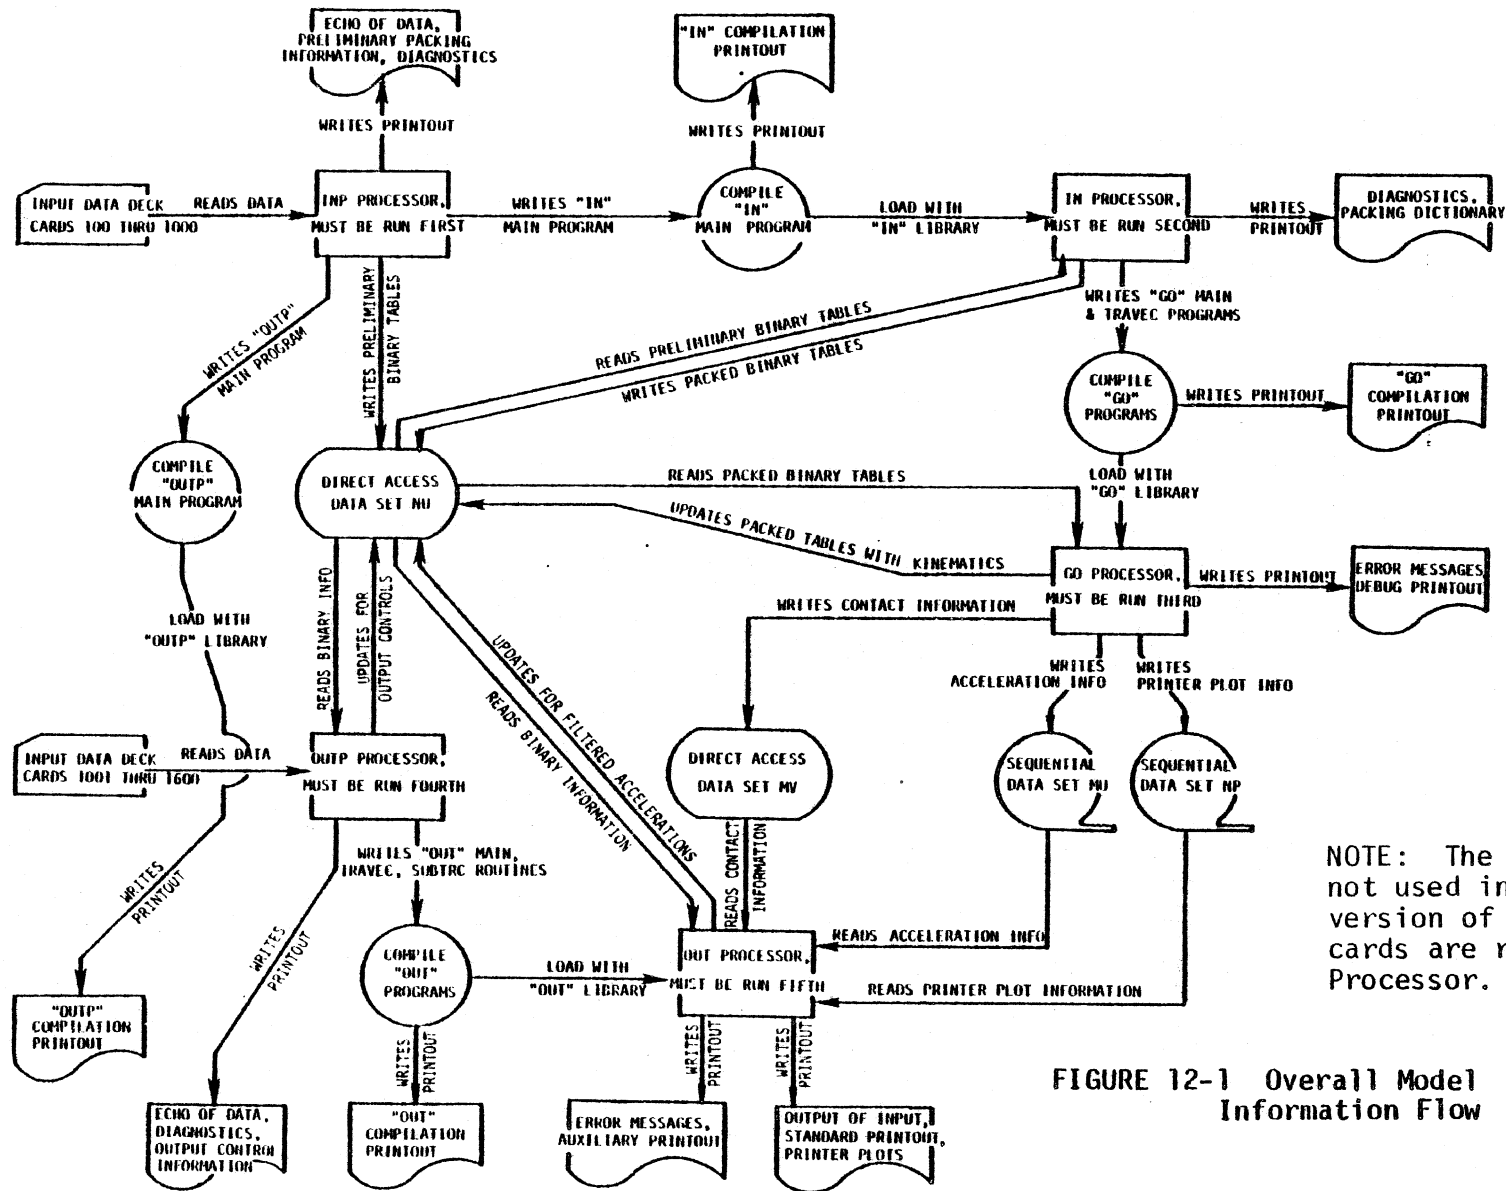 ECHO OF DATA,
PRELIMINARY PACKING
INFORMATION, DIAGNOSTICS
"IN" COMPILATION
PRINTOUT
WRITES PRINTOUT
WRITES PRINTOUT
INPUT DATA DECK
CARDS 100 THRU 1000
READS DATA
INP PROCESSOR,
MUST BE RUN FIRST
WRITES "IN"
MAIN PROGRAM
COMPILE
"IN"
MAIN PROGRAM
LOAD WITH
"IN" LIBRARY
IN PROCESSOR,
MUST BE RUN SECOND
WRITES
PRINTOUT
DIAGNOSTICS,
PACKING DICTIONARY
WRITES "OUTP"
MAIN PROGRAM
WRITES PRELIMINARY
BINARY TABLES
READS PRELIMINARY BINARY TABLES
WRITES PACKED BINARY TABLES
WRITES "GO" MAIN
& TRAVEC PROGRAMS
COMPILE
"GO"
PROGRAMS
WRITES PRINTOUT
"GO"
COMPILATION
PRINTOUT
COMPILE
"OUTP"
MAIN PROGRAM
DIRECT ACCESS
DATA SET NU
READS PACKED BINARY TABLES
LOAD WITH
"GO" LIBRARY
UPDATES PACKED TABLES WITH KINEMATICS
GO PROCESSOR,
MUST BE RUN THIRD
WRITES PRINTOUT
ERROR MESSAGES
DEBUG PRINTOUT
LOAD WITH
"OUTP" LIBRARY
READS BINARY INFO
UPDATES FOR
OUTPUT CONTROLS
UPDATES FOR FILTERED ACCELERATIONS
READS BINARY INFORMATION
WRITES CONTACT INFORMATION
WRITES
ACCELERATION INFO
WRITES
PRINTER PLOT INFO
INPUT DATA DECK
CARDS 1001 THRU 1600
READS DATA
OUTP PROCESSOR,
MUST BE RUN FOURTH
DIRECT ACCESS
DATA SET MV
SEQUENTIAL
DATA SET MU
SEQUENTIAL
DATA SET NP
WRITES
PRINTOUT
WRITES
PRINTOUT
WRITES "OUT" MAIN,
TRAVEC, SUBTRC ROUTINES
READS CONTACT
INFORMATION
NOTE: The
not used in
version of
cards are r
Processor.
COMPILE
"OUT"
PROGRAMS
LOAD WITH
"OUT" LIBRARY
OUT PROCESSOR,
MUST BE RUN FIFTH
READS ACCELERATION INFO
READS PRINTER PLOT INFORMATION
"OUTP"
COMPILATION
PRINTOUT
WRITES
PRINTOUT
WRITES
PRINTOUT
WRITES
PRINTOUT
ECHO OF DATA,
DIAGNOSTICS,
OUTPUT CONTROL
INFORMATION
"OUT"
COMPILATION
PRINTOUT
ERROR MESSAGES,
AUXILIARY PRINTOUT
OUTPUT OF INPUT,
STANDARD PRINTOUT,
PRINTER PLOTS
FIGURE 12-1 Overall Model
Information Flow